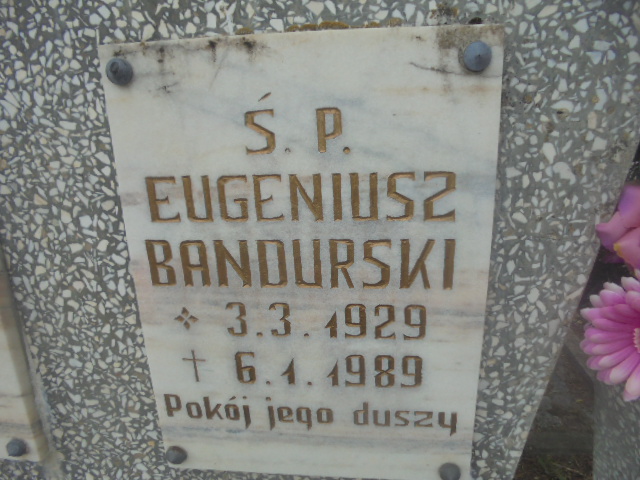 Ś. P.
EUGENIUSZ
BANDURSKI
3.3.1929
† 6.1.1989
Pokój jego duszy